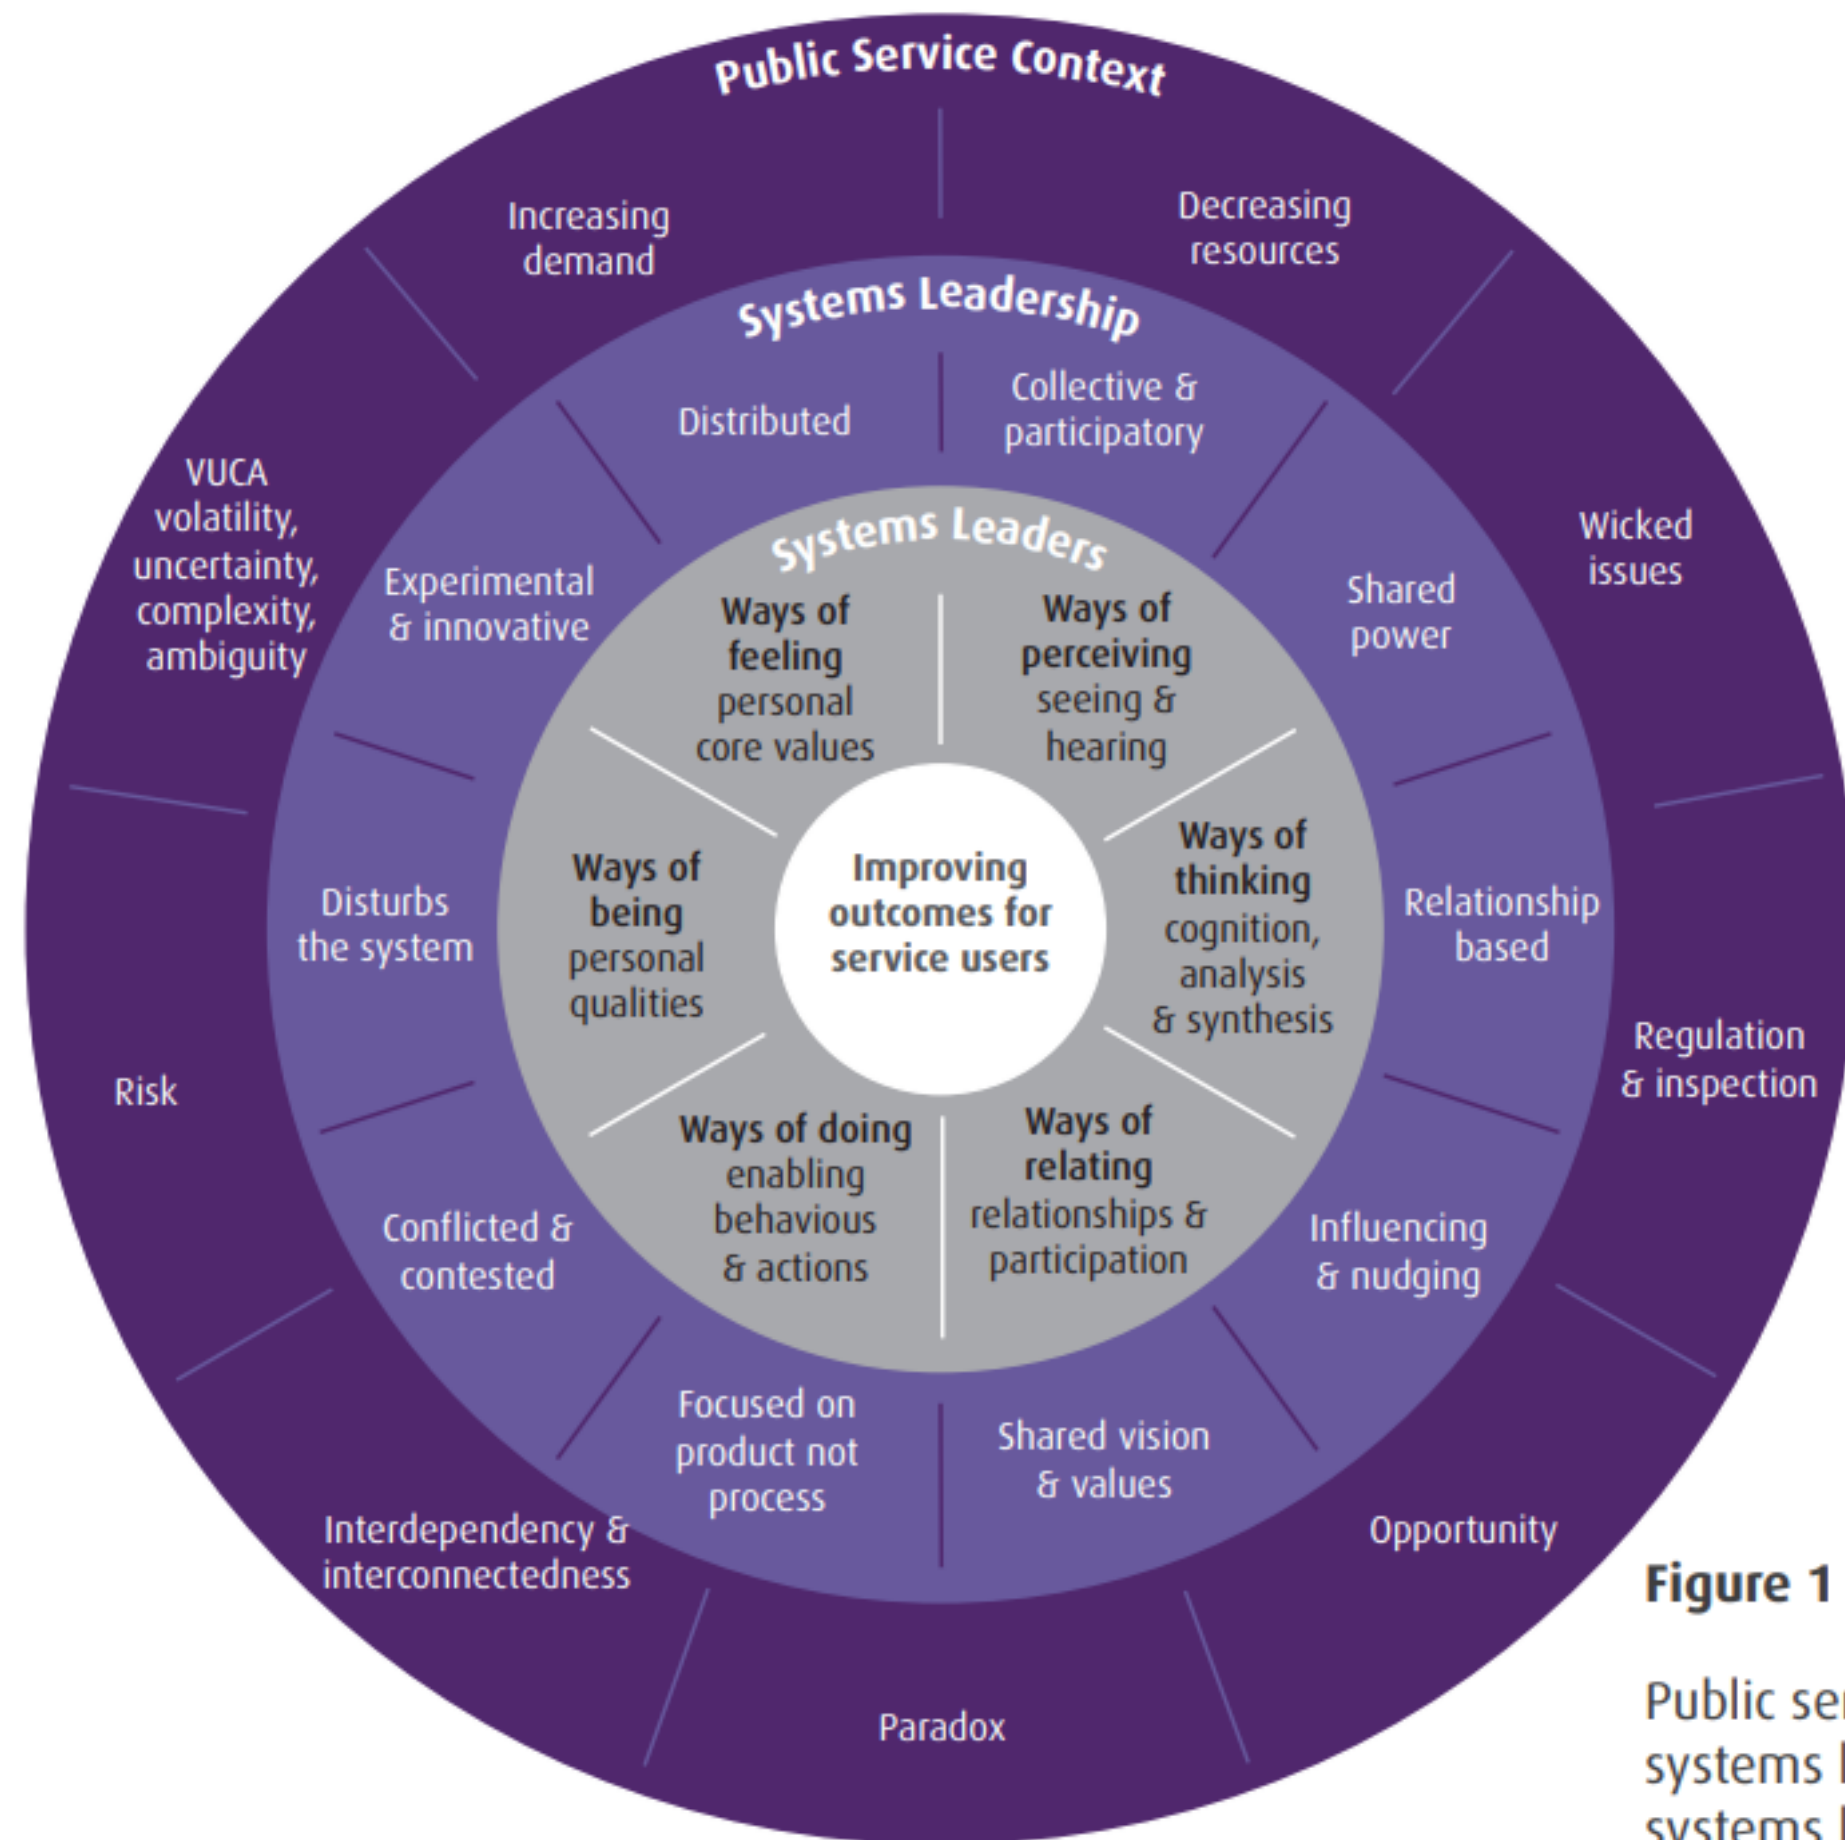 Public Service Context
Increasing
demand
Decreasing
resources
Wicked
issues
Regulation
& inspection
Opportunity
Paradox
Interdependency &
interconnectedness
Risk
VUCA
volatility,
uncertainty,
complexity,
ambiguity
Systems Leadership
Distributed
Collective &
participatory
Shared
power
Relationship
based
Influencing
& nudging
Shared vision
& values
Focused on
product not
process
Conflicted &
contested
Disturbs
the system
Experimental
& innovative
Systems Leaders
Ways of
feeling
personal
core values
Ways of
perceiving
seeing &
hearing
Ways of
thinking
cognition,
analysis
& synthesis
Ways of
relating
relationships &
participation
Ways of doing
enabling
behavious
& actions
Ways of
being
personal
qualities
Improving
outcomes for
service users
Figure 1
Public
systems
systems